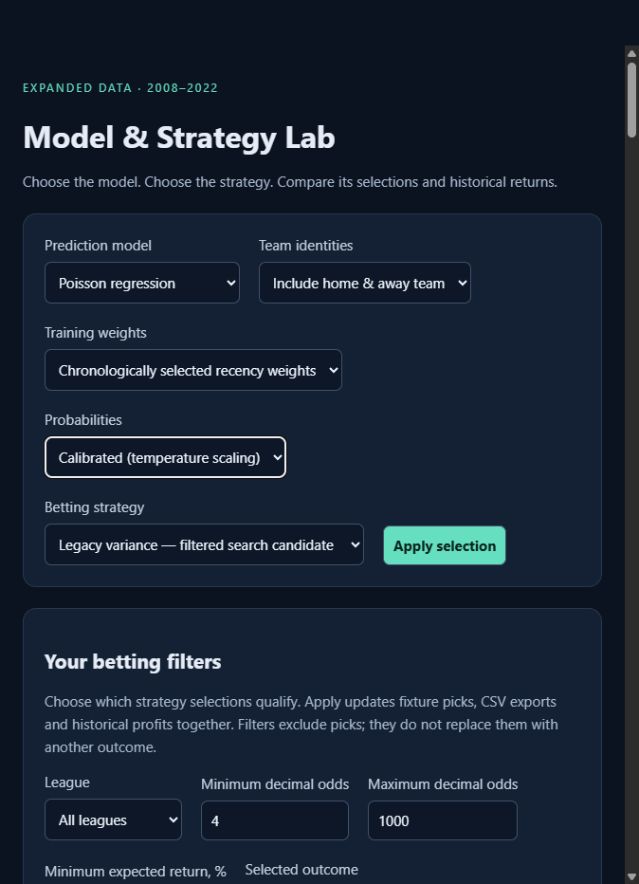 EXPANDED DATA · 2008–2022
Model & Strategy Lab
Choose the model. Choose the strategy. Compare its selections and historical returns.
Prediction model
Team identities
Poisson regression
Include home & away team
Training weights
Chronologically selected recency weights
Probabilities
Calibrated (temperature scaling)
Betting strategy
Legacy variance — filtered search candidate
Apply selection
Your betting filters
Choose which strategy selections qualify. Apply updates fixture picks, CSV exports
and historical profits together. Filters exclude picks; they do not replace them with
another outcome.
League
Minimum decimal odds
Maximum decimal odds
All leagues
4
1000
Minimum expected return, %
Selected outcome